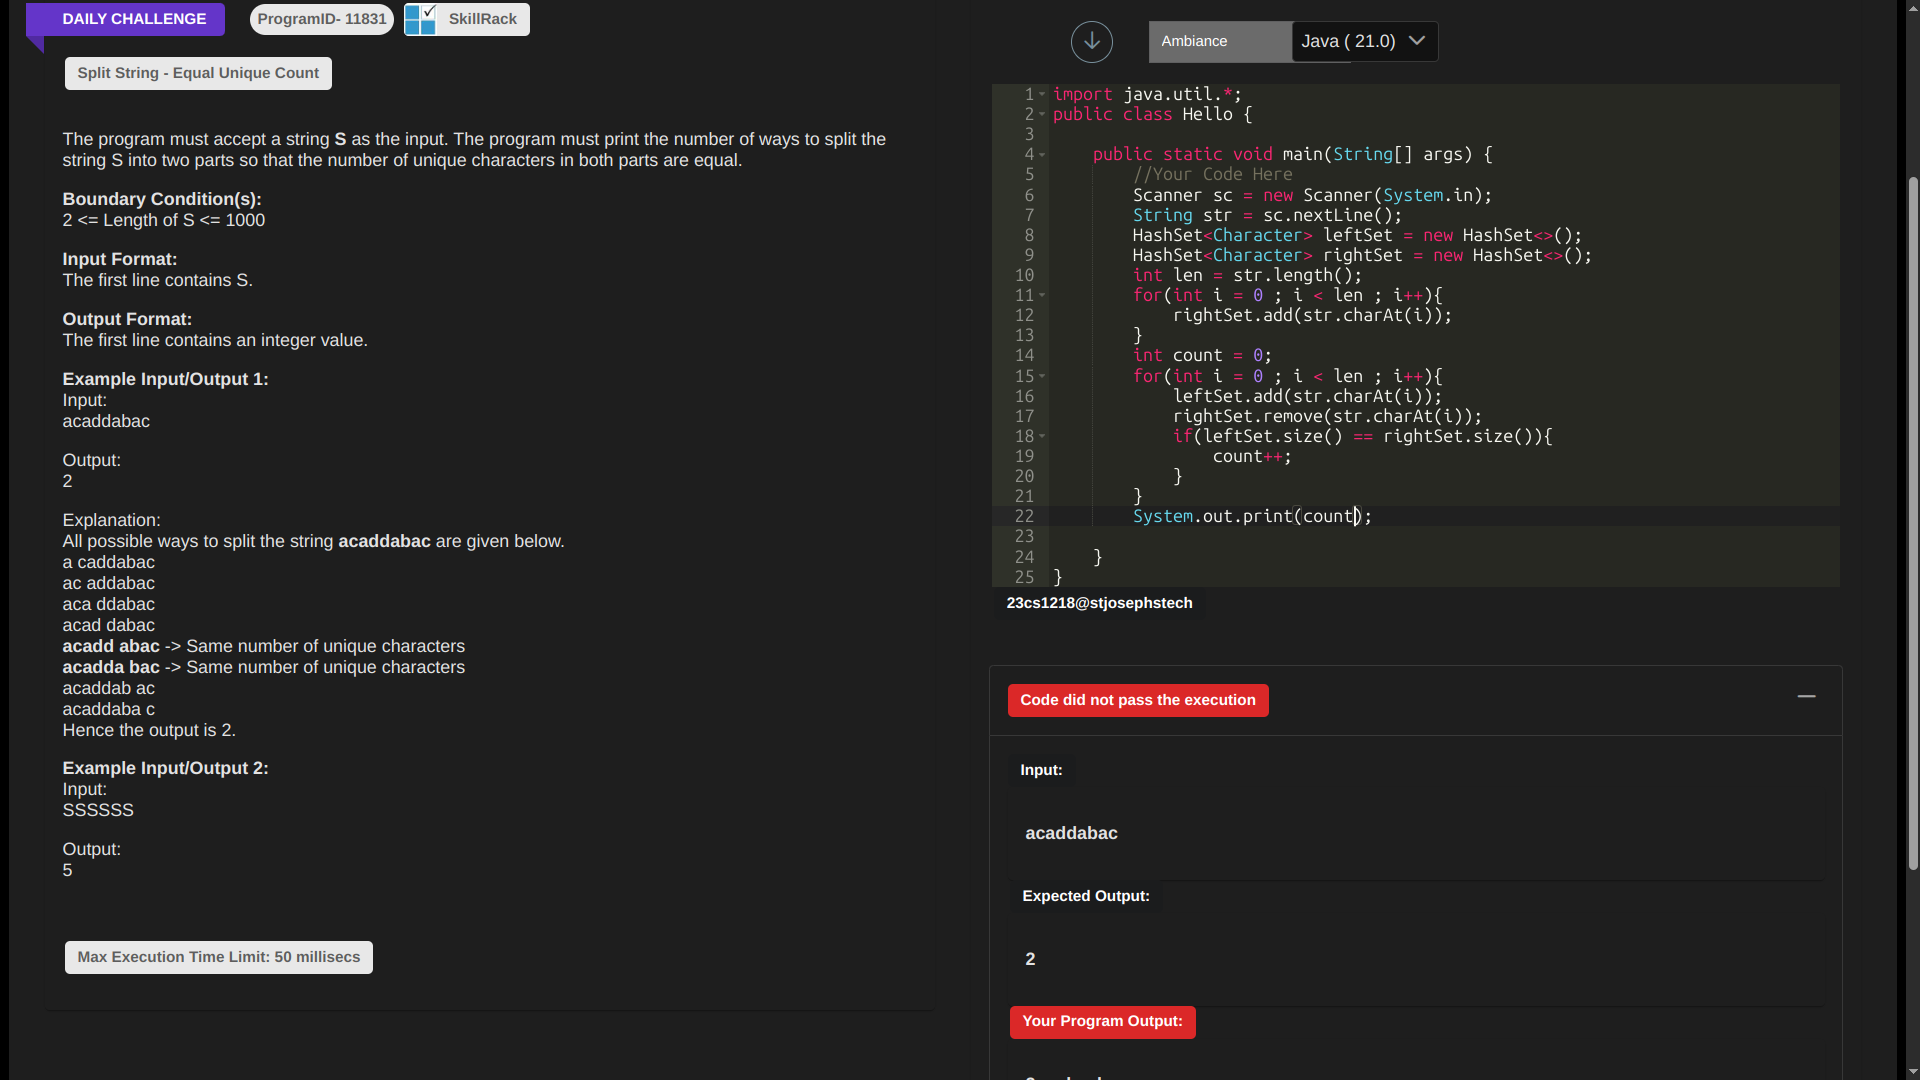 DAILY CHALLENGE
ProgramID- 11831
SkillRack
Split String - Equal Unique Count
The program must accept a string S as the input. The program must print the number of ways to split the
string S into two parts so that the number of unique characters in both parts are equal.
Boundary Condition(s):
2 <= Length of S <= 1000
Input Format:
The first line contains S.
Output Format:
The first line contains an integer value.
Example Input/Output 1:
Input:
acaddabac
Output:
2
Explanation:
All possible ways to split the string acaddabac are given below.
a caddabac
ac addabac
aca ddabac
acad dabac
acadd abac -> Same number of unique characters
acadda bac -> Same number of unique characters
acaddab ac
acaddaba c
Hence the output is 2.
Example Input/Output 2:
Input:
SSSSSS
Output:
5
Max Execution Time Limit: 50 millisecs
Ambiance
Java ( 21.0)
1 import java.util.*;
2 public class Hello {
3
4     public static void main(String[] args) {
5         //Your Code Here
6         Scanner sc = new Scanner(System.in);
7         String str = sc.nextLine();
8         HashSet<Character> leftSet = new HashSet<>();
9         HashSet<Character> rightSet = new HashSet<>();
10         int len = str.length();
11         for(int i = 0 ; i < len ; i++){
12             rightSet.add(str.charAt(i));
13         }
14         int count = 0;
15         for(int i = 0 ; i < len ; i++){
16             leftSet.add(str.charAt(i));
17             rightSet.remove(str.charAt(i));
18             if(leftSet.size() == rightSet.size()){
19                 count++;
20             }
21         }
22         System.out.print(count);
23
24     }
25 }
23cs1218@stjosephstech
Code did not pass the execution
Input:
acaddabac
Expected Output:
2
Your Program Output: